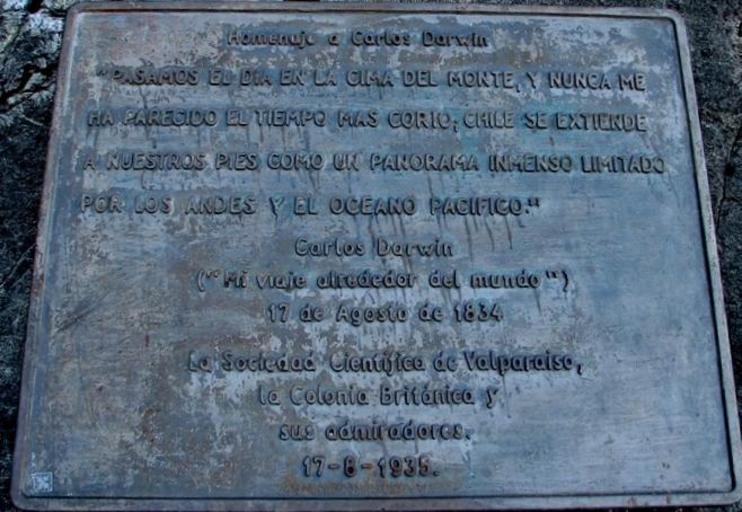 Homenaje a Carlos Darwin
"PASAMOS EL DIA EN LA CIMA DEL MONTE, Y NUNCA ME
HA PARECIDO EL TIEMPO MAS CORTO; CHILE SE EXTIENDE
A NUESTROS PIES COMO UN PANORAMA INMENSO LIMITADO
POR LOS ANDES Y EL OCEANO PACIFICO."
Carlos Darwin
("Mi viaje alrededor del mundo")
17 de Agosto de 1834
La Sociedad Científica de Valparaiso,
la Colonia Británica y
sus admiradores.
17-8-1935.